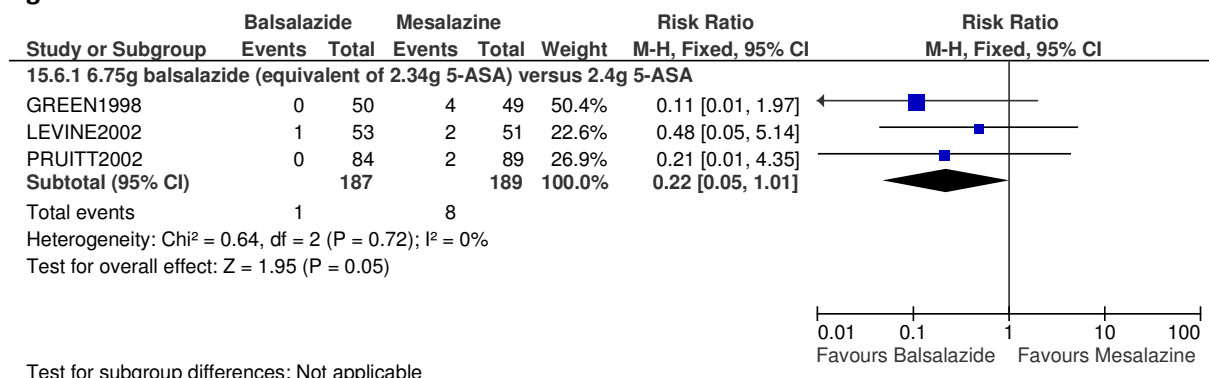 Balsalazide Mesalazine Risk Ratio Risk Ratio
Study or Subgroup Events Total Events Total Weight M-H, Fixed, 95% CI M-H, Fixed, 95% CI
15.6.1 6.75g balsalazide (equivalent of 2.34g 5-ASA) versus 2.4g 5-ASA
GREEN1998 0 50 4 49 50.4% 0.11 [0.01, 1.97]
LEVINE2002 1 53 2 51 22.6% 0.48 [0.05, 5.14]
PRUITT2002 0 84 2 89 26.9% 0.21 [0.01, 4.35]
Subtotal (95% CI) 187 189 100.0% 0.22 [0.05, 1.01]
Total events 1 8
Heterogeneity: Chi² = 0.64, df = 2 (P = 0.72); I² = 0%
Test for overall effect: Z = 1.95 (P = 0.05)
0.01 0.1 1 10 100
Favours Balsalazide Favours Mesalazine
Test for subgroup differences: Not applicable